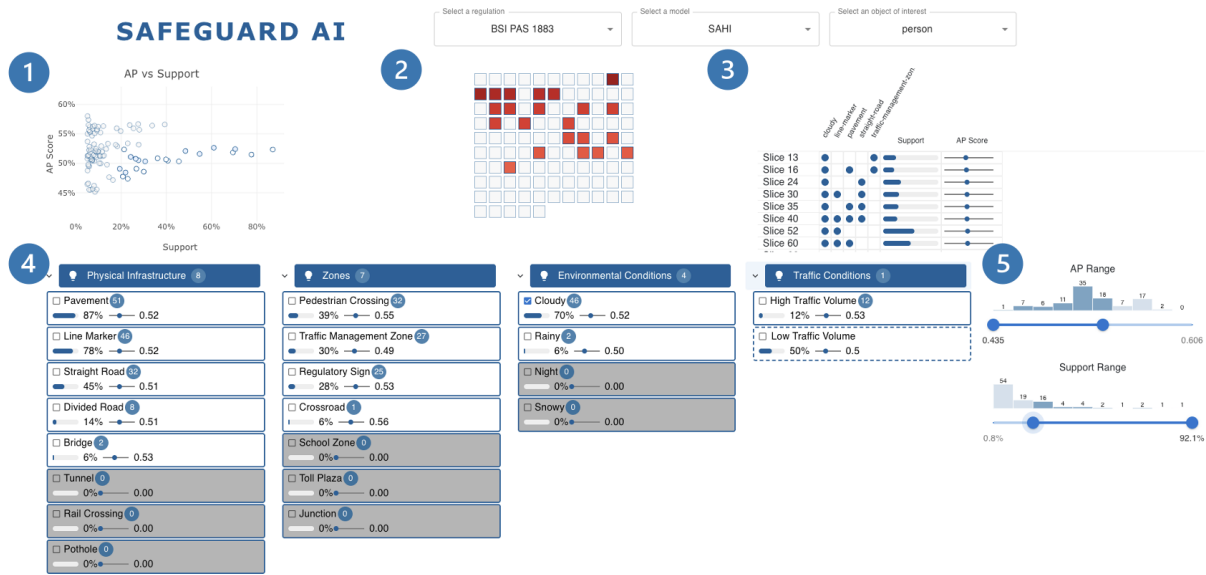 SAFEGUARD AI
Select a regulation
BSI PAS 1883
Select a model
SAHI
Select an object of interest
person
1
AP vs Support
60%
55%
50%
45%
AP Score
0%
20%
40%
60%
80%
Support
2
3
cloudy
line-marker
pavement
straight-road
traffic-management-zon
Support
AP Score
Slice 13
Slice 16
Slice 24
Slice 30
Slice 35
Slice 40
Slice 52
Slice 60
4
Physical Infrastructure 8
Pavement 51
87% 0.52
Line Marker 46
78% 0.52
Straight Road 32
45% 0.51
Divided Road 8
14% 0.51
Bridge 2
6% 0.53
Tunnel 0
0% 0.00
Rail Crossing 0
0% 0.00
Pothole 0
0% 0.00
Zones 7
Pedestrian Crossing 32
39% 0.55
Traffic Management Zone 27
30% 0.49
Regulatory Sign 25
28% 0.53
Crossroad 1
6% 0.56
School Zone 0
0% 0.00
Toll Plaza 0
0% 0.00
Junction 0
0% 0.00
Environmental Conditions 4
Cloudy 46
70% 0.52
Rainy 2
6% 0.50
Night 0
0% 0.00
Snowy 0
0% 0.00
Traffic Conditions 1
High Traffic Volume 12
12% 0.53
Low Traffic Volume
50% 0.5
5
AP Range
1 7 6 11 35 18 7 17 2 0
0.435 0.606
Support Range
54 19 16 4 4 2 1 2 1 1
0.8% 92.1%